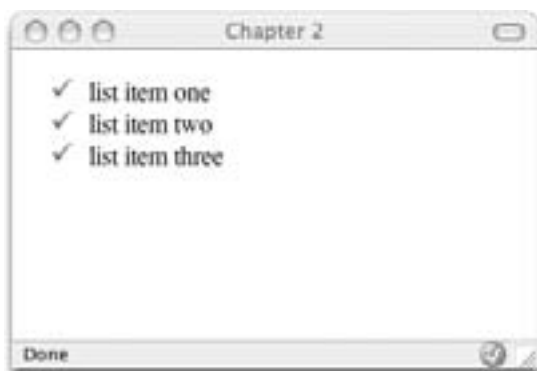 Chapter 2
✓ list item one
✓ list item two
✓ list item three
Done